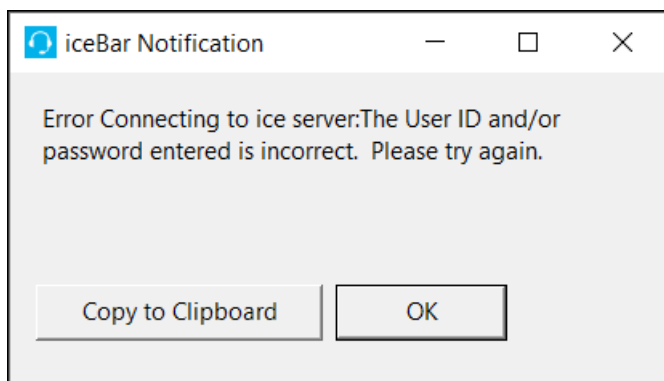 iceBar Notification
Error Connecting to ice server:The User ID and/or
password entered is incorrect.  Please try again.
Copy to Clipboard
OK